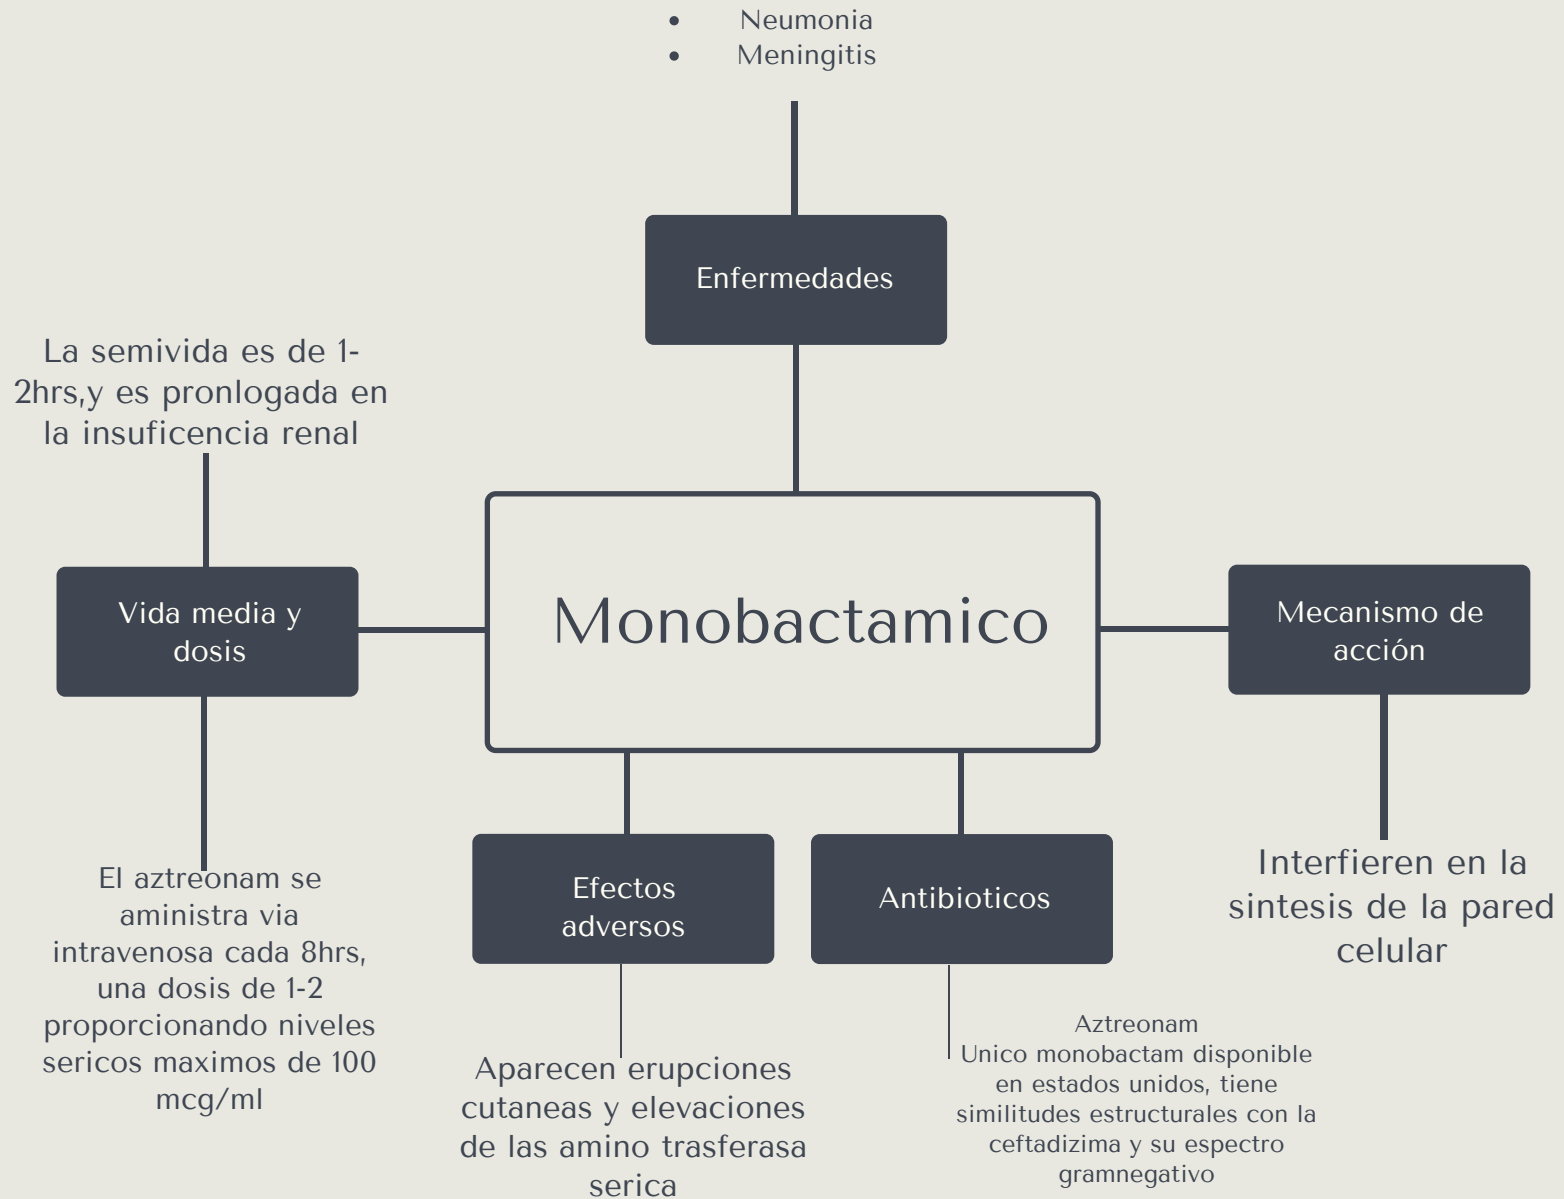 • Neumonia
• Meningitis
Enfermedades
La semivida es de 1-
2hrs,y es pronlogada en
la insuficencia renal
Vida media y
dosis
El aztreonam se
aministra via
intravenosa cada 8hrs,
una dosis de 1-2
proporcionando niveles
sericos maximos de 100
mcg/ml
Monobactamico
Efectos
adversos
Aparecen erupciones
cutaneas y elevaciones
de las amino trasferasa
serica
Antibioticos
Aztreonam
Unico monobactam disponible
en estados unidos, tiene
similitudes estructurales con la
ceftadizima y su espectro
gramnegativo
Mecanismo de
acción
Interfieren en la
sintesis de la pared
celular